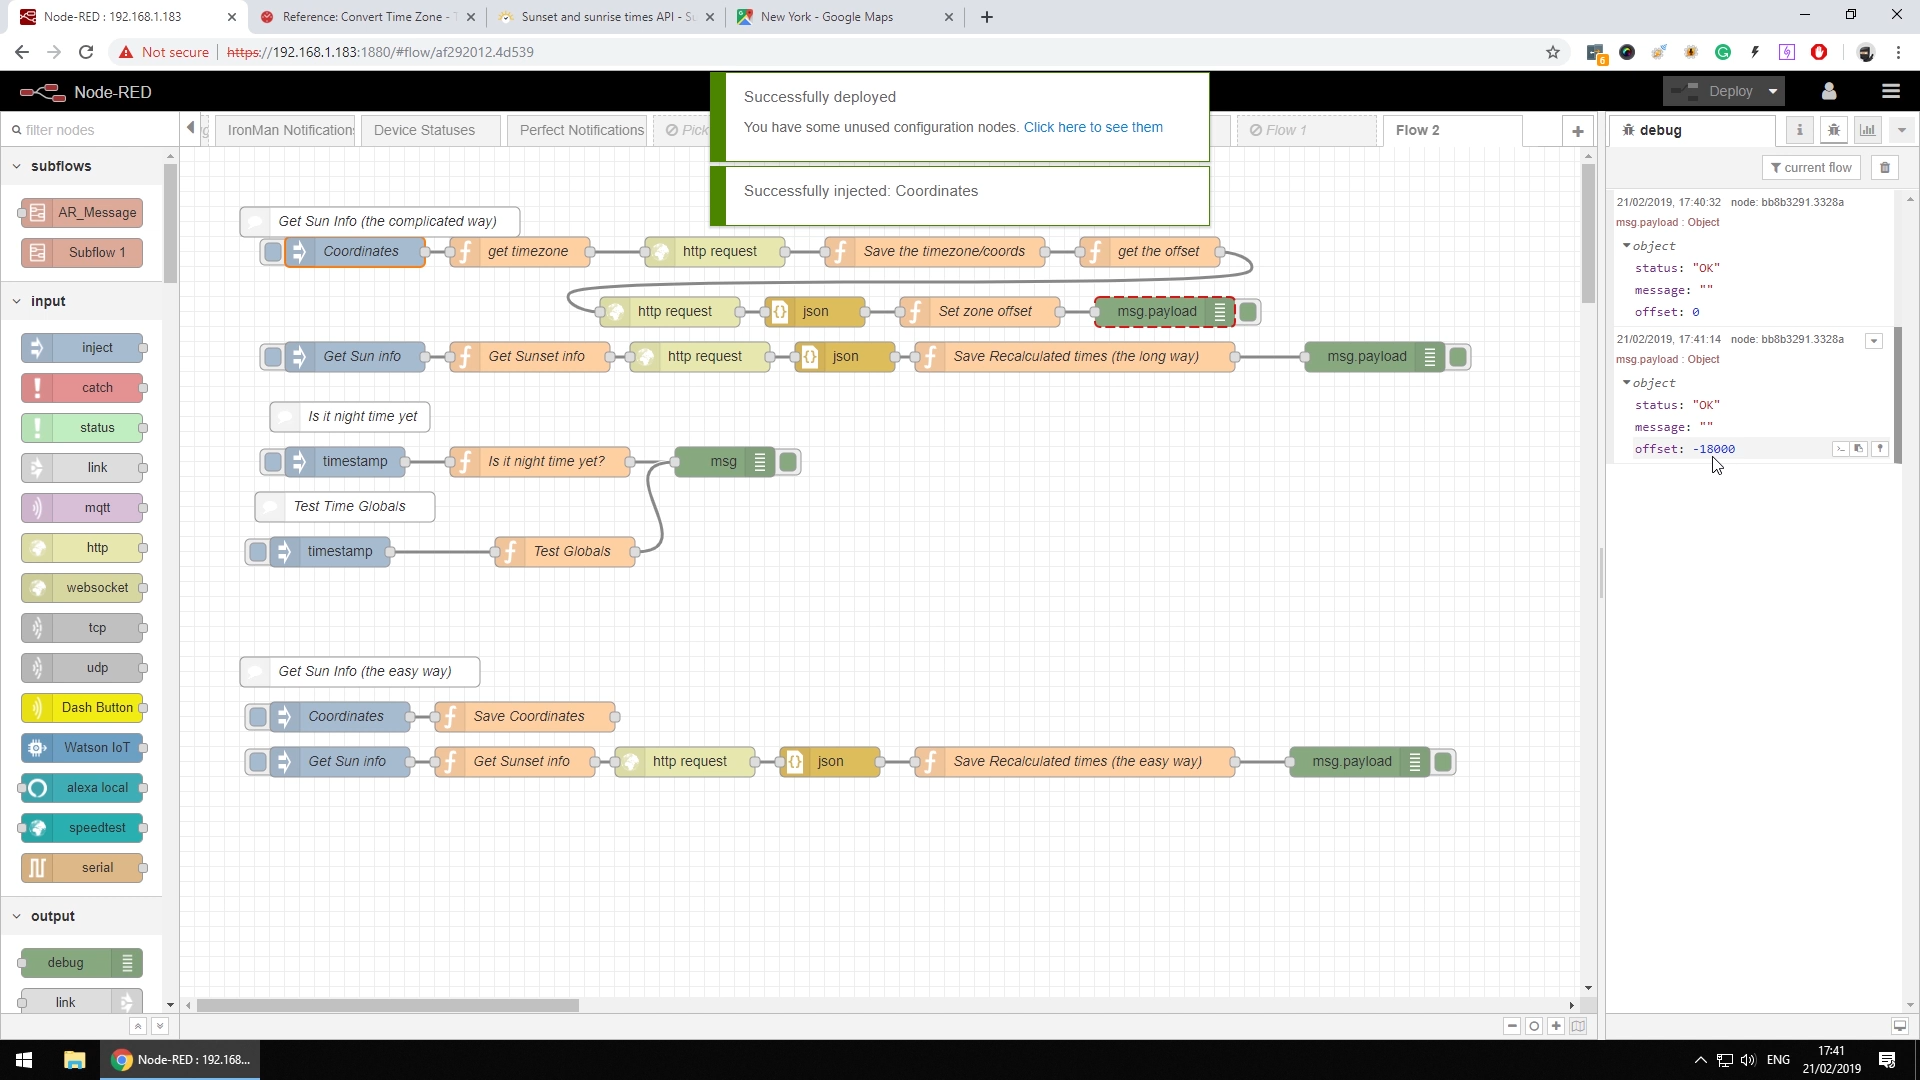 Node-RED : 192.168.1.183
Reference: Convert Time Zone -
Sunset and sunrise times API -
New York - Google Maps
Not secure
https://192.168.1.183:1880/#flow/af292012.4d539
6
Node-RED
Deploy
Successfully deployed
You have some unused configuration nodes. Click here to see them
Successfully injected: Coordinates
filter nodes
IronMan Notifications
Device Statuses
Perfect Notifications
Pick
Flow 1
Flow 2
debug
current flow
subflows
AR_Message
Subflow 1
input
inject
catch
status
link
mqtt
http
websocket
tcp
udp
Dash Button
Watson IoT
alexa local
speedtest
serial
output
debug
link
Get Sun Info (the complicated way)
Coordinates
get timezone
http request
Save the timezone/coords
get the offset
http request
json
Set zone offset
msg.payload
Get Sun info
Get Sunset info
http request
json
Save Recalculated times (the long way)
msg.payload
Is it night time yet
timestamp
Is it night time yet?
msg
Test Time Globals
timestamp
Test Globals
Get Sun Info (the easy way)
Coordinates
Save Coordinates
Get Sun info
Get Sunset info
http request
json
Save Recalculated times (the easy way)
msg.payload
21/02/2019, 17:40:32 node: bb8b3291.3328a
msg.payload : Object
object
status: "OK"
message: ""
offset: 0
21/02/2019, 17:41:14 node: bb8b3291.3328a
msg.payload : Object
object
status: "OK"
message: ""
offset: -18000
Node-RED : 192.168...
ENG
17:41
21/02/2019